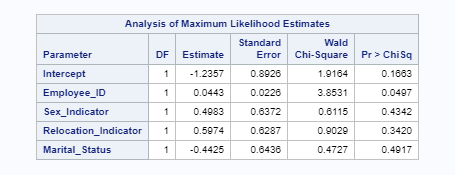 Analysis of Maximum Likelihood Estimates
Parameter DF Estimate Standard Error Wald Chi-Square Pr > ChiSq
Intercept 1 -1.2357 0.8926 1.9164 0.1663
Employee_ID 1 0.0443 0.0226 3.8531 0.0497
Sex_Indicator 1 0.4983 0.6372 0.6115 0.4342
Relocation_Indicator 1 0.5974 0.6287 0.9029 0.3420
Marital_Status 1 -0.4425 0.6436 0.4727 0.4917